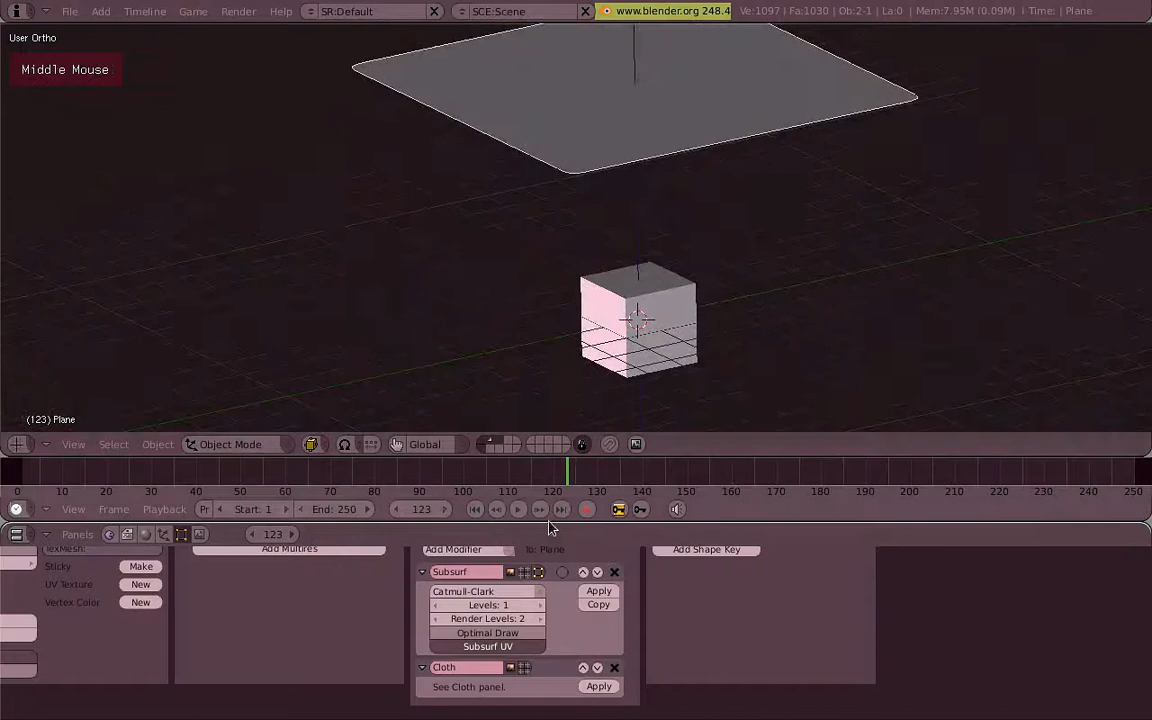 File Add Timeline Game Render Help SR:Default SCE:Scene www.blender.org 248.4 Ve:1097 | Fa:1030 | Ob:2-1 | La:0 | Mem:7.95M (0.09M) | Time: | Plane
User Ortho
Middle Mouse
(123) Plane
View Select Object Object Mode Global
0 10 20 30 40 50 60 70 80 90 100 110 120 130 140 150 160 170 180 190 200 210 220 230 240 250
View Frame Playback Pr Start: 1 End: 250 123
Panels 123
TexMesh: Add Multires Add Modifier To: Plane Add Shape Key
Sticky Make
UV Texture New
Vertex Color New
Subsurf
Catmull-Clark Apply
Levels: 1 Copy
Render Levels: 2
Optimal Draw
Subsurf UV
Cloth
See Cloth panel. Apply